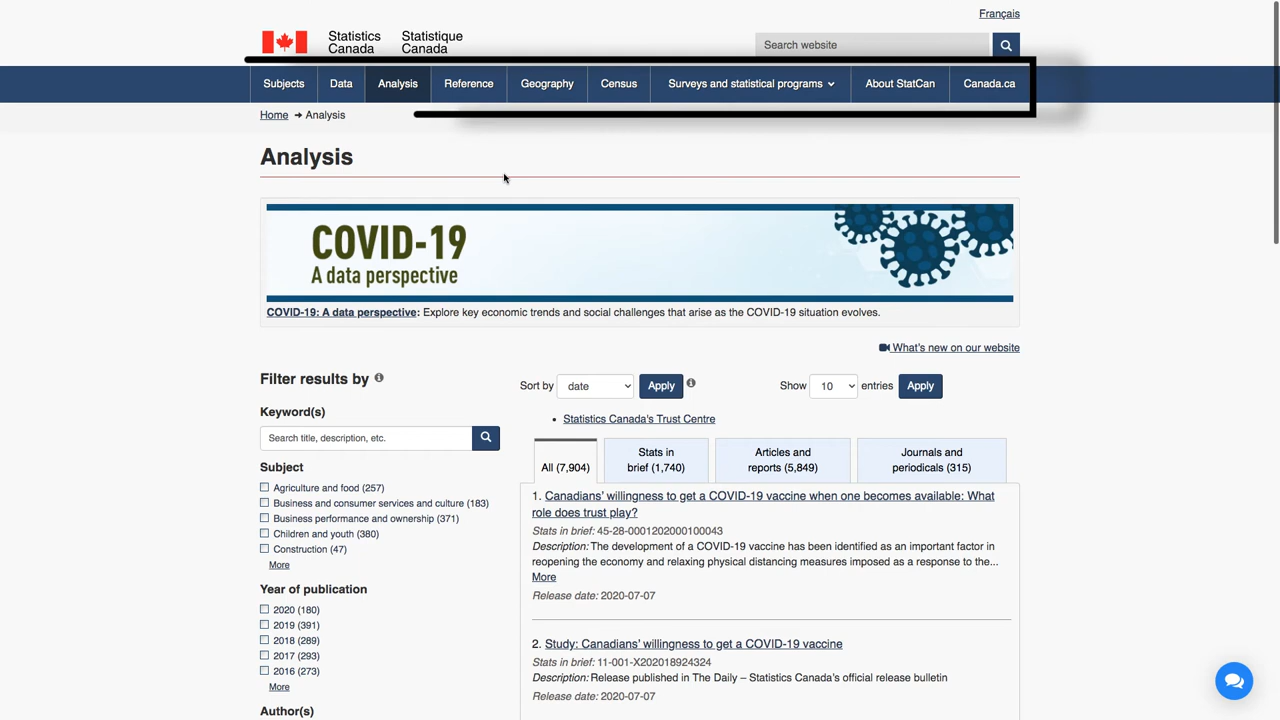 Français
Statistics Canada
Statistique Canada
Search website
Subjects
Data
Analysis
Reference
Geography
Census
Surveys and statistical programs
About StatCan
Canada.ca
Home → Analysis
Analysis
COVID-19
A data perspective
COVID-19: A data perspective: Explore key economic trends and social challenges that arise as the COVID-19 situation evolves.
What's new on our website
Filter results by
Keyword(s)
Search title, description, etc.
Subject
Agriculture and food (257)
Business and consumer services and culture (183)
Business performance and ownership (371)
Children and youth (380)
Construction (47)
More
Year of publication
2020 (180)
2019 (391)
2018 (289)
2017 (293)
2016 (273)
More
Author(s)
Sort by date Apply
Show 10 entries Apply
• Statistics Canada's Trust Centre
All (7,904)
Stats in
brief (1,740)
Articles and
reports (5,849)
Journals and
periodicals (315)
1. Canadians' willingness to get a COVID-19 vaccine when one becomes available: What
role does trust play?
Stats in brief: 45-28-0001202000100043
Description: The development of a COVID-19 vaccine has been identified as an important factor in
reopening the economy and relaxing physical distancing measures imposed as a response to the...
More
Release date: 2020-07-07
2. Study: Canadians' willingness to get a COVID-19 vaccine
Stats in brief: 11-001-X202018924324
Description: Release published in The Daily – Statistics Canada's official release bulletin
Release date: 2020-07-07